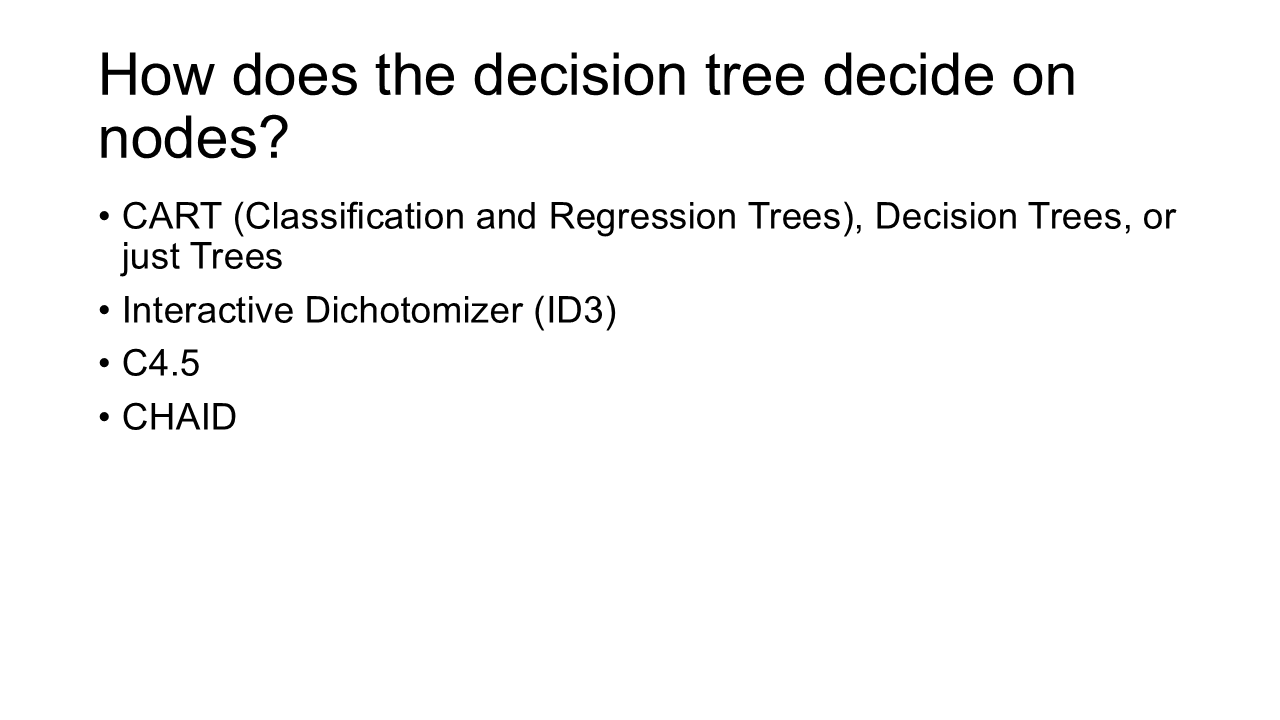 How does the decision tree decide on
nodes?
• CART (Classification and Regression Trees), Decision Trees, or
just Trees
• Interactive Dichotomizer (ID3)
• C4.5
• CHAID